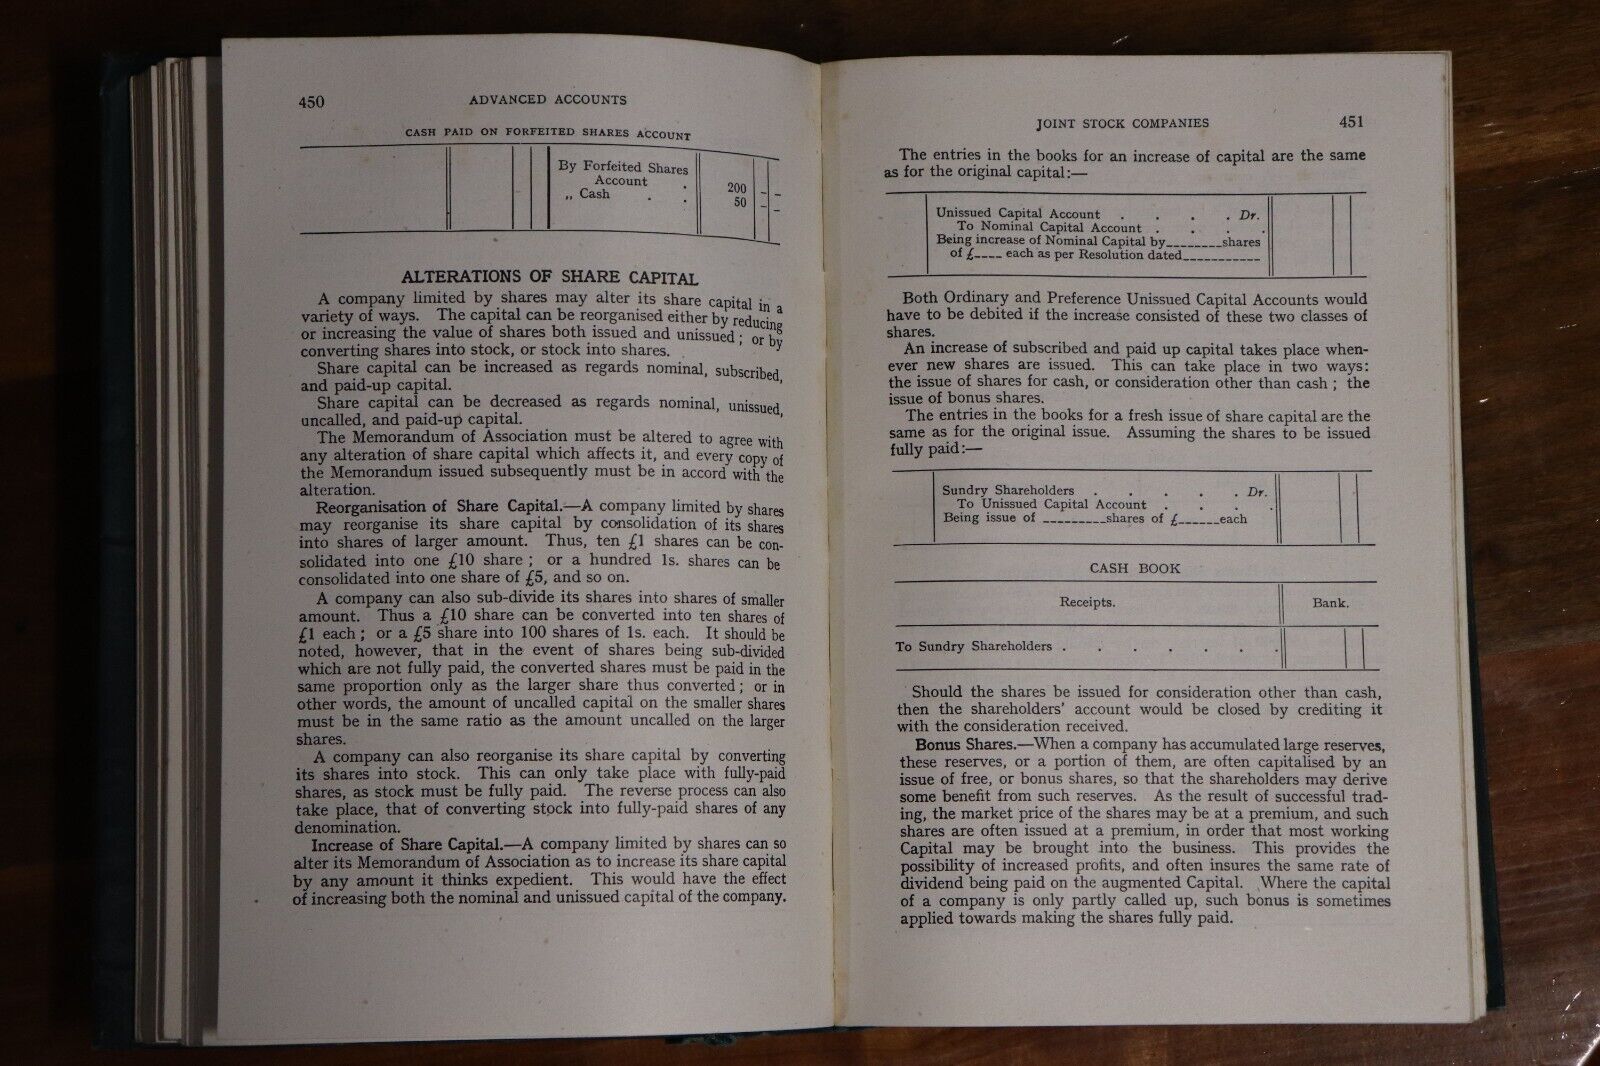 450 ADVANCED ACCOUNTS
CASH PAID ON FORFEITED SHARES ACCOUNT
By Forfeited Shares
Account . 200 – –
„ Cash . . 50 – –
ALTERATIONS OF SHARE CAPITAL
A company limited by shares may alter its share capital in a
variety of ways. The capital can be reorganised either by reducing
or increasing the value of shares both issued and unissued ; or by
converting shares into stock, or stock into shares.
Share capital can be increased as regards nominal, subscribed,
and paid-up capital.
Share capital can be decreased as regards nominal, unissued,
uncalled, and paid-up capital.
The Memorandum of Association must be altered to agree with
any alteration of share capital which affects it, and every copy of
the Memorandum issued subsequently must be in accord with the
alteration.
Reorganisation of Share Capital.—A company limited by shares
may reorganise its share capital by consolidation of its shares
into shares of larger amount. Thus, ten £1 shares can be con-
solidated into one £10 share ; or a hundred 1s. shares can be
consolidated into one share of £5, and so on.
A company can also sub-divide its shares into shares of smaller
amount. Thus a £10 share can be converted into ten shares of
£1 each ; or a £5 share into 100 shares of 1s. each. It should be
noted, however, that in the event of shares being sub-divided
which are not fully paid, the converted shares must be paid in the
same proportion only as the larger share thus converted ; or in
other words, the amount of uncalled capital on the smaller shares
must be in the same ratio as the amount uncalled on the larger
shares.
A company can also reorganise its share capital by converting
its shares into stock. This can only take place with fully-paid
shares, as stock must be fully paid. The reverse process can also
take place, that of converting stock into fully-paid shares of any
denomination.
Increase of Share Capital.—A company limited by shares can so
alter its Memorandum of Association as to increase its share capital
by any amount it thinks expedient. This would have the effect
of increasing both the nominal and unissued capital of the company.
JOINT STOCK COMPANIES 451
The entries in the books for an increase of capital are the same
as for the original capital:—
Unissued Capital Account . . . . Dr.
To Nominal Capital Account . . . .
Being increase of Nominal Capital by________shares
of £____ each as per Resolution dated___________
Both Ordinary and Preference Unissued Capital Accounts would
have to be debited if the increase consisted of these two classes of
shares.
An increase of subscribed and paid up capital takes place when-
ever new shares are issued. This can take place in two ways:
the issue of shares for cash, or consideration other than cash ; the
issue of bonus shares.
The entries in the books for a fresh issue of share capital are the
same as for the original issue. Assuming the shares to be issued
fully paid:—
Sundry Shareholders . . . . . Dr.
To Unissued Capital Account . . . .
Being issue of _________shares of £______each
CASH BOOK
Receipts. Bank.
To Sundry Shareholders . . . . . . .
Should the shares be issued for consideration other than cash,
then the shareholders' account would be closed by crediting it
with the consideration received.
Bonus Shares.—When a company has accumulated large reserves,
these reserves, or a portion of them, are often capitalised by an
issue of free, or bonus shares, so that the shareholders may derive
some benefit from such reserves. As the result of successful trad-
ing, the market price of the shares may be at a premium, and such
shares are often issued at a premium, in order that most working
Capital may be brought into the business. This provides the
possibility of increased profits, and often insures the same rate of
dividend being paid on the augmented Capital. Where the capital
of a company is only partly called up, such bonus is sometimes
applied towards making the shares fully paid.